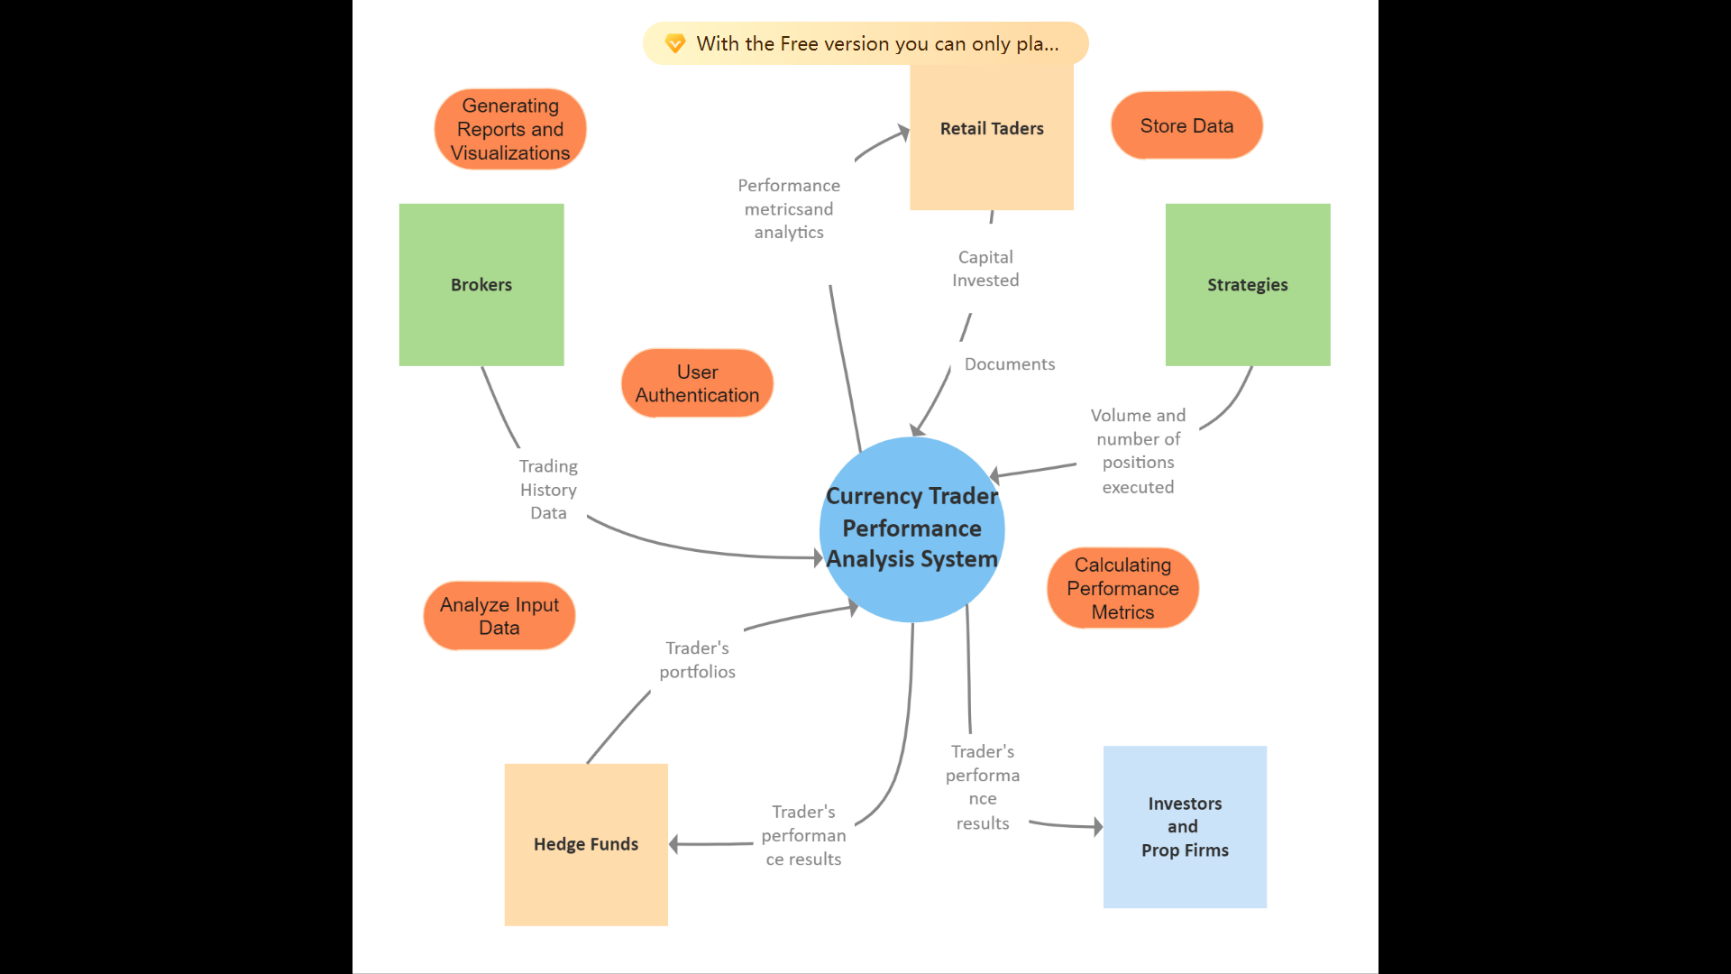 With the Free version you can only pla...
Generating
Reports and
Visualizations
Retail Taders
Store Data
Performance
metricsand
analytics
Capital
Invested
Brokers
Strategies
User
Authentication
Documents
Volume and
number of
positions
executed
Trading
History
Data
Currency Trader
Performance
Analysis System
Calculating
Performance
Metrics
Analyze Input
Data
Trader's
portfolios
Trader's
performa
nce
results
Trader's
performan
ce results
Hedge Funds
Investors
and
Prop Firms